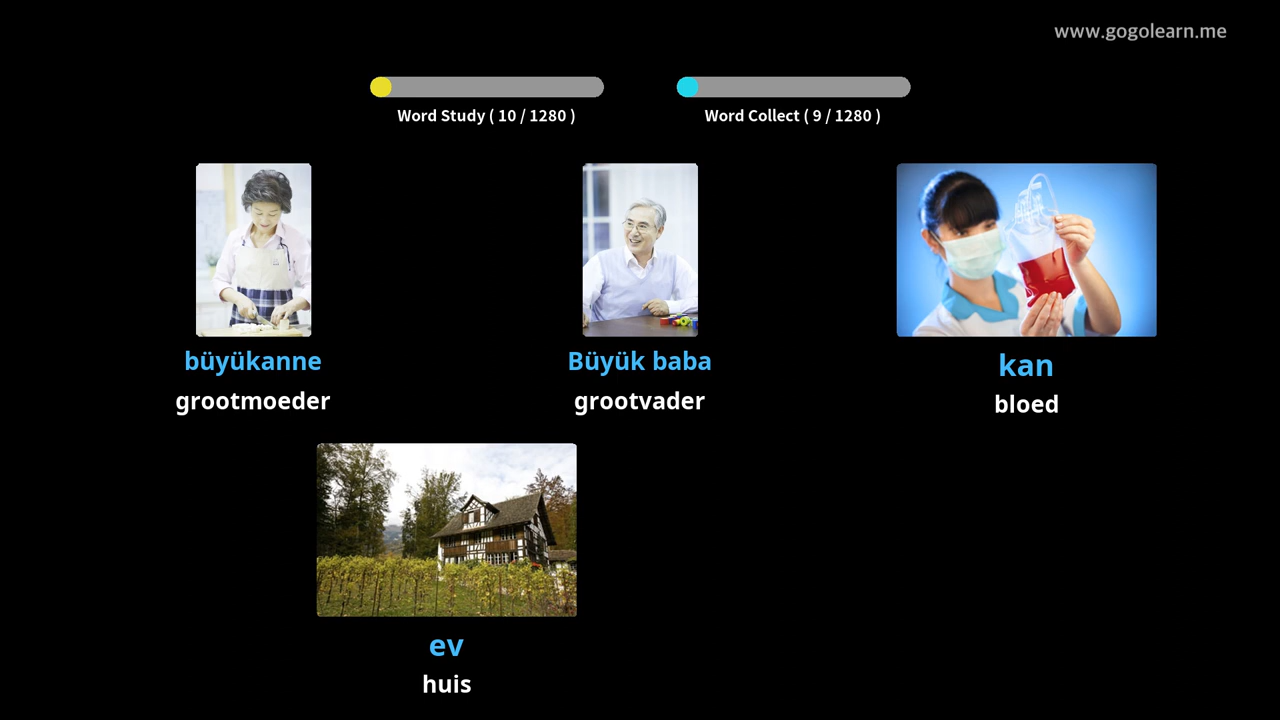 www.gogolearn.me
Word Study ( 10 / 1280 )
Word Collect ( 9 / 1280 )
büyükanne
grootmoeder
Büyük baba
grootvader
kan
bloed
ev
huis